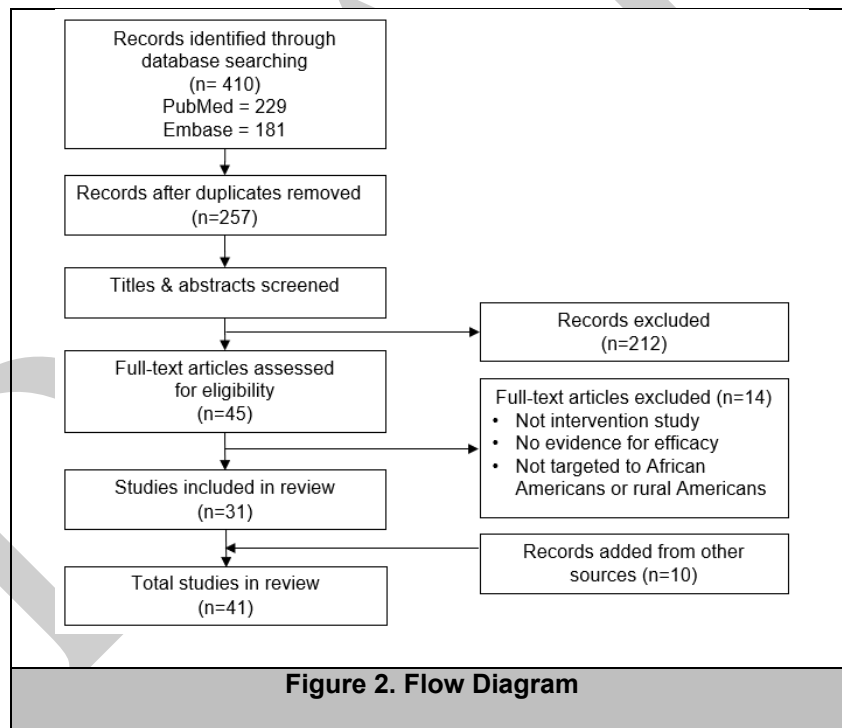 Records identified through
database searching
(n= 410)
PubMed = 229
Embase = 181
Records after duplicates removed
(n=257)
Titles & abstracts screened
Records excluded
(n=212)
Full-text articles assessed
for eligibility
(n=45)
Full-text articles excluded (n=14)
• Not intervention study
• No evidence for efficacy
• Not targeted to African
Americans or rural Americans
Studies included in review
(n=31)
Records added from other
sources (n=10)
Total studies in review
(n=41)
Figure 2. Flow Diagram